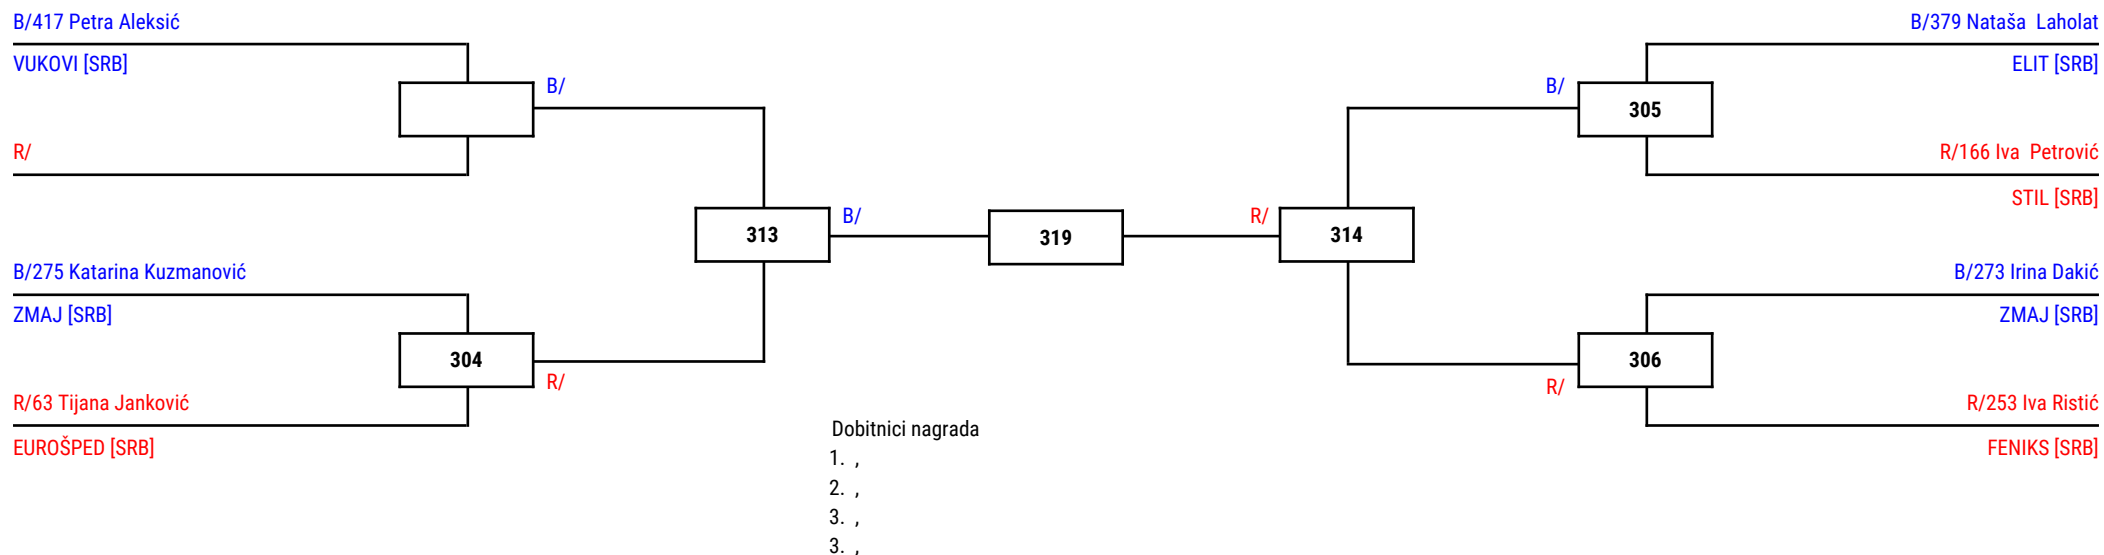 B/417 Petra Aleksić
VUKOVI [SRB]
B/
R/
313
B/
B/275 Katarina Kuzmanović
ZMAJ [SRB]
304
R/
R/63 Tijana Janković
EUROŠPED [SRB]
319
B/379 Nataša  Laholat
ELIT [SRB]
B/
305
R/166 Iva  Petrović
STIL [SRB]
R/
314
B/273 Irina Dakić
ZMAJ [SRB]
306
R/
R/253 Iva Ristić
FENIKS [SRB]
Dobitnici nagrada
1. ,
2. ,
3. ,
3. ,